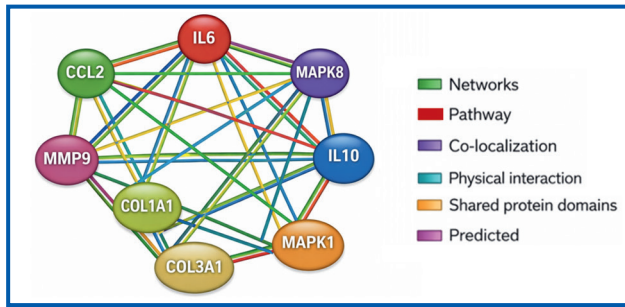 IL6
CCL2
MAPK8
MMP9
IL10
COL1A1
MAPK1
COL3A1
Networks
Pathway
Co-localization
Physical interaction
Shared protein domains
Predicted